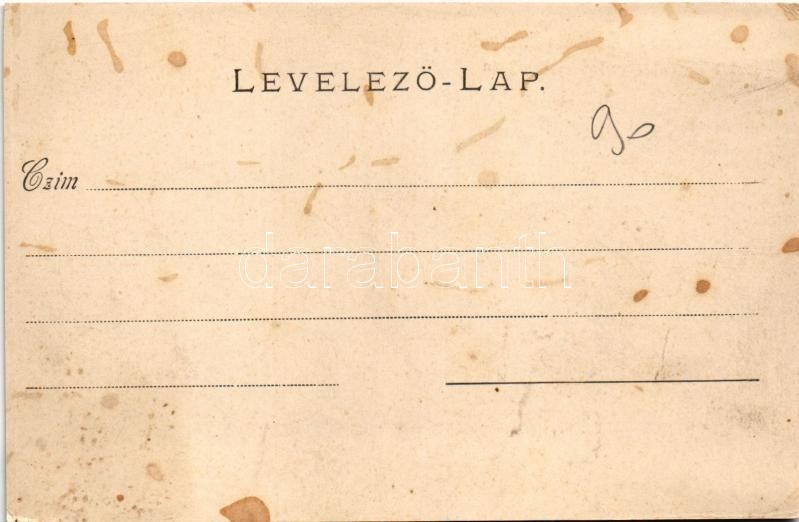 LEVELEZÖ-LAP.
90
Czim
darabanth